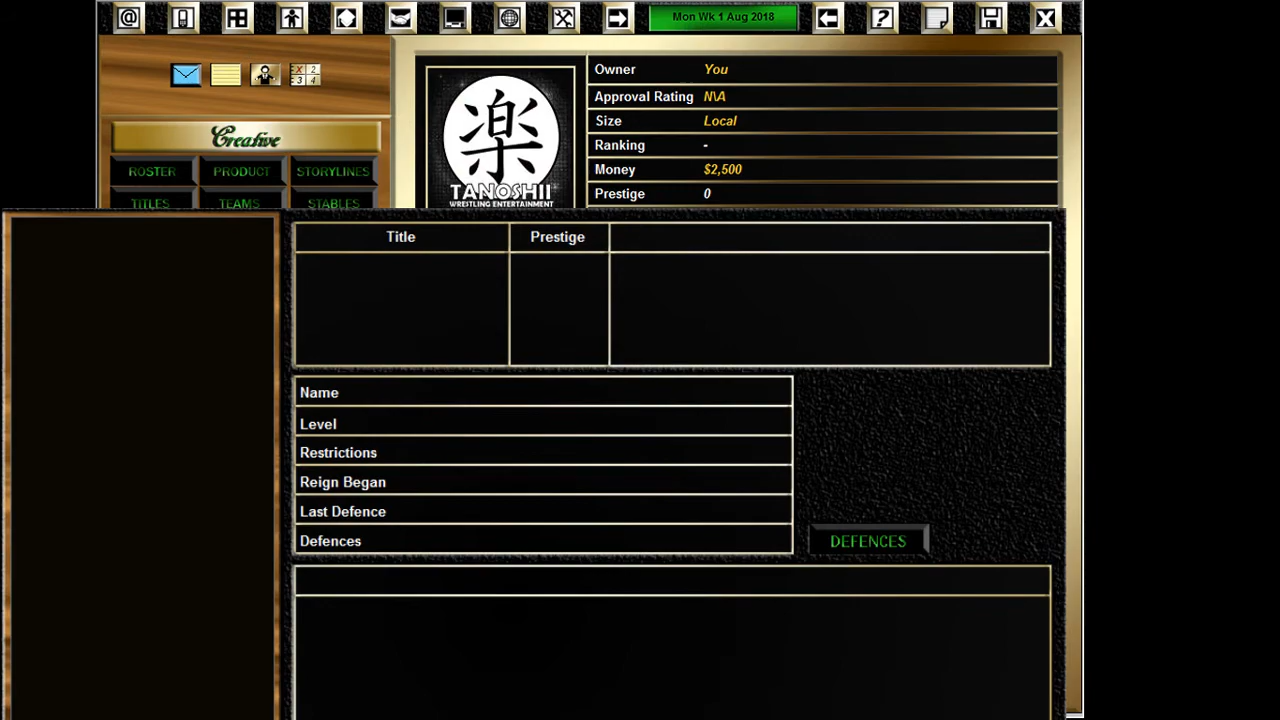 Mon Wk 1 Aug 2018
Creative
ROSTER PRODUCT STORYLINES
TITLES TEAMS STABLES
楽
TANOSHII
WRESTLING ENTERTAINMENT
Owner You
Approval Rating N\A
Size Local
Ranking -
Money $2,500
Prestige 0
Title Prestige
Name
Level
Restrictions
Reign Began
Last Defence
Defences
DEFENCES